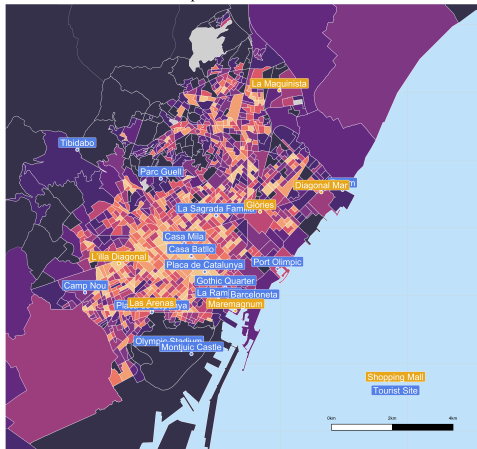 La Maquinista
Tibidabo
Parc Guell
Diagonal Mar
La Sagrada Familia
Glòries
Casa Mila
Casa Batllo
L'illa Diagonal
Placa de Catalunya
Port Olimpic
Gothic Quarter
Camp Nou
La Ram
Barceloneta
Las Arenas
Maremagnum
Olympic Stadium
Montjuic Castle
Shopping Mall
Tourist Site
0km 2km 4km